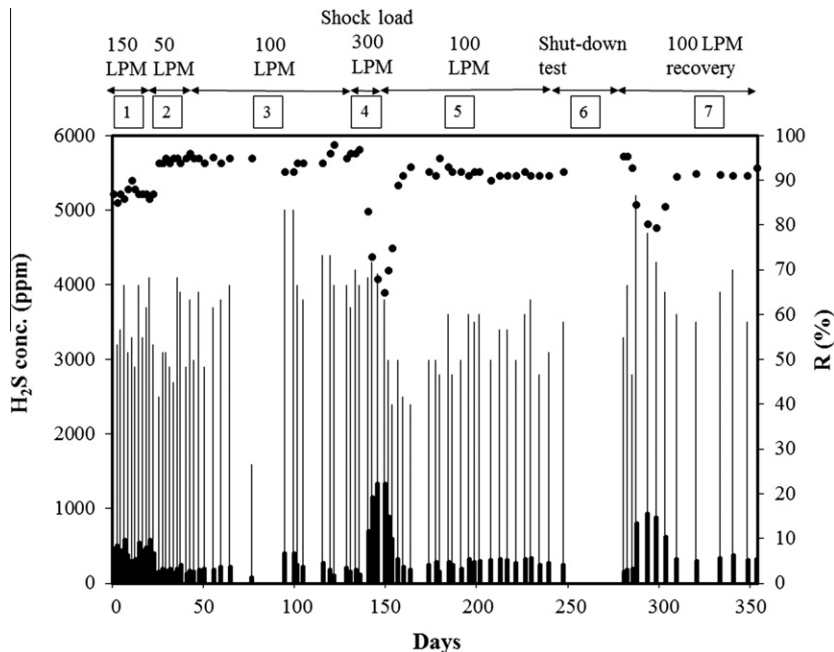 Shock load
150 LPM 50 LPM 100 LPM 300 LPM 100 LPM Shut-down test 100 LPM recovery
1 2 3 4 5 6 7
6000 100
5000 90
4000 80
3000 70
2000 60
1000 50
0 40
30
20
10
0
H₂S conc. (ppm)
R (%)
0 50 100 150 200 250 300 350
Days